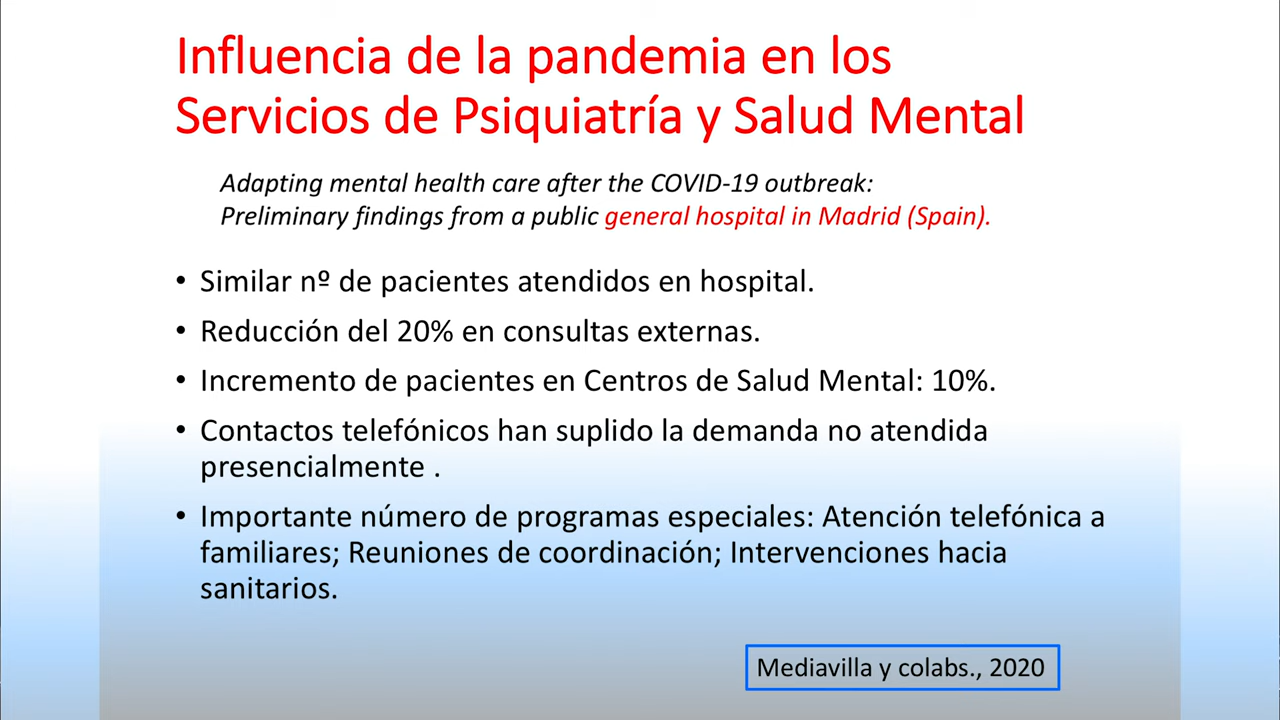 Influencia de la pandemia en los
Servicios de Psiquiatría y Salud Mental
Adapting mental health care after the COVID-19 outbreak:
Preliminary findings from a public general hospital in Madrid (Spain).
• Similar nº de pacientes atendidos en hospital.
• Reducción del 20% en consultas externas.
• Incremento de pacientes en Centros de Salud Mental: 10%.
• Contactos telefónicos han suplido la demanda no atendida
presencialmente .
• Importante número de programas especiales: Atención telefónica a
familiares; Reuniones de coordinación; Intervenciones hacia
sanitarios.
Mediavilla y colabs., 2020